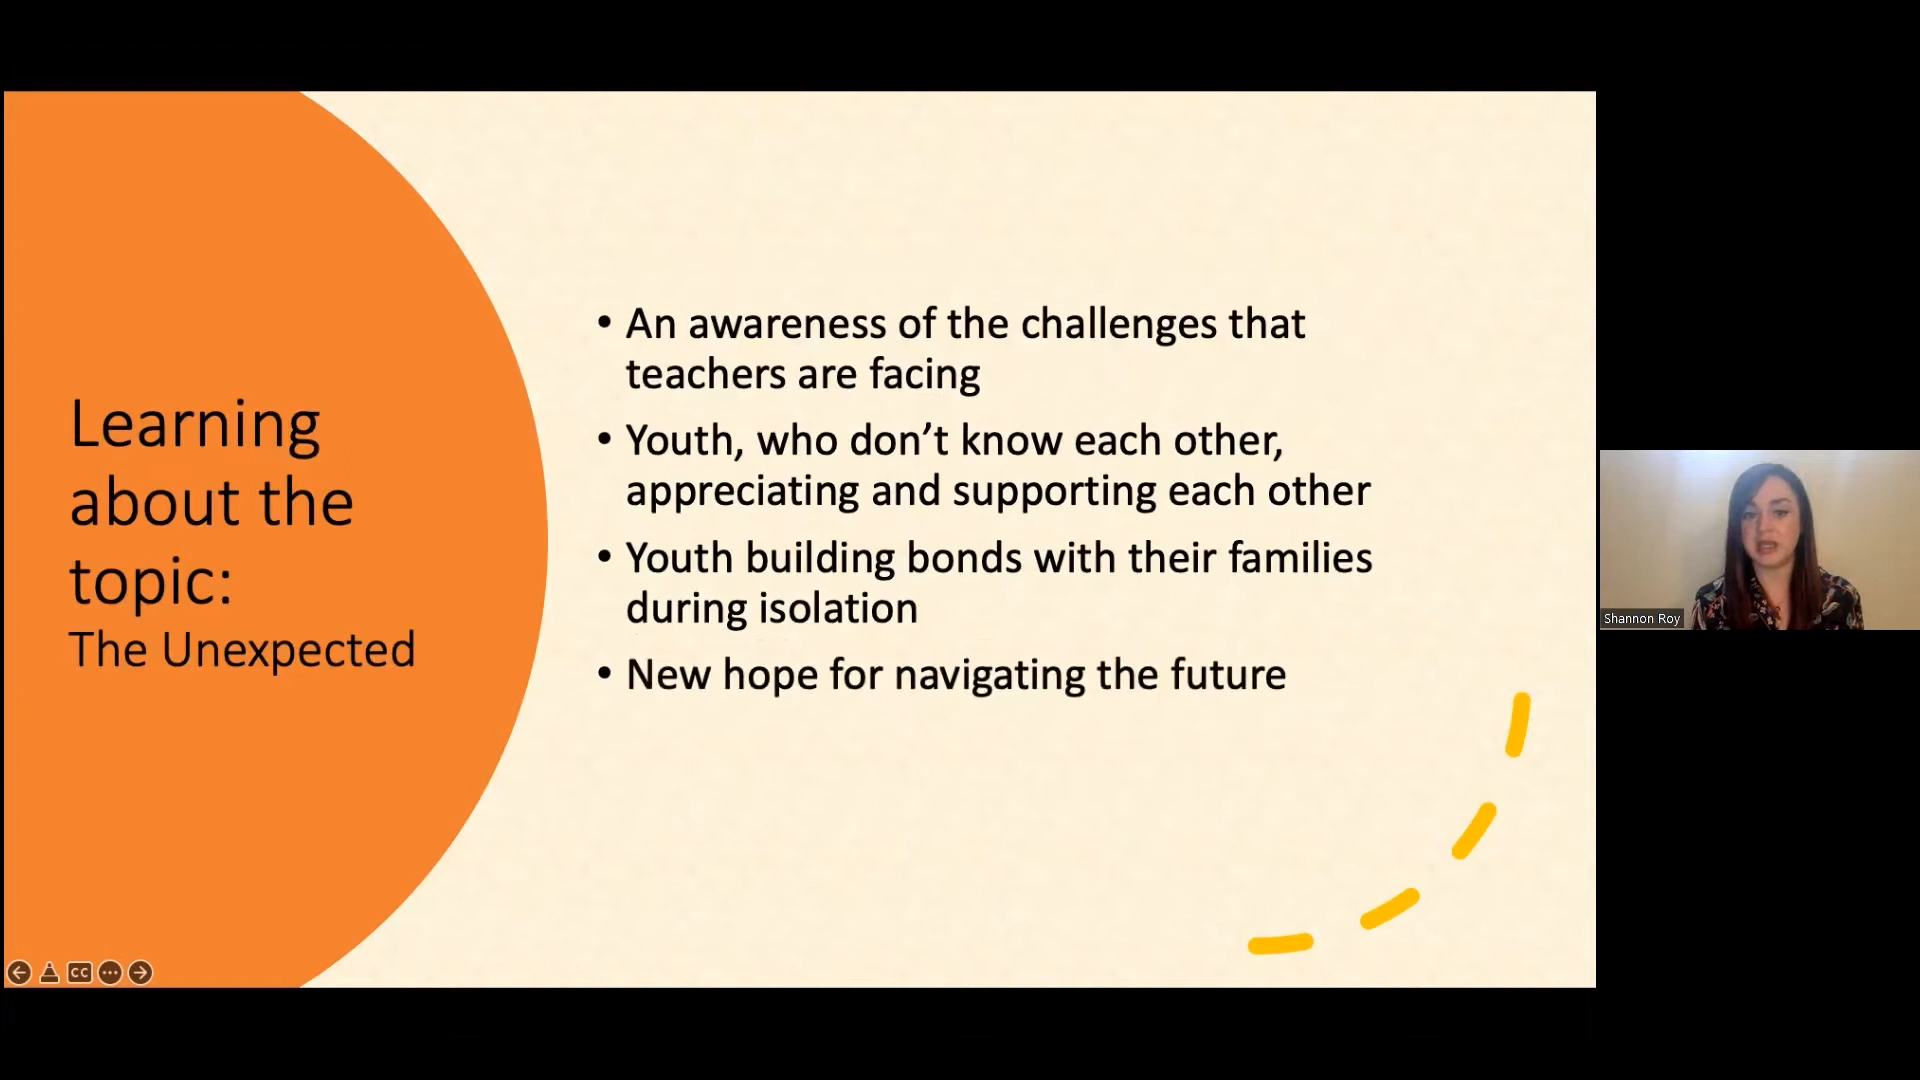 Learning
about the
topic:
The Unexpected
• An awareness of the challenges that
teachers are facing
• Youth, who don’t know each other,
appreciating and supporting each other
• Youth building bonds with their families
during isolation
• New hope for navigating the future
CC
Shannon Roy